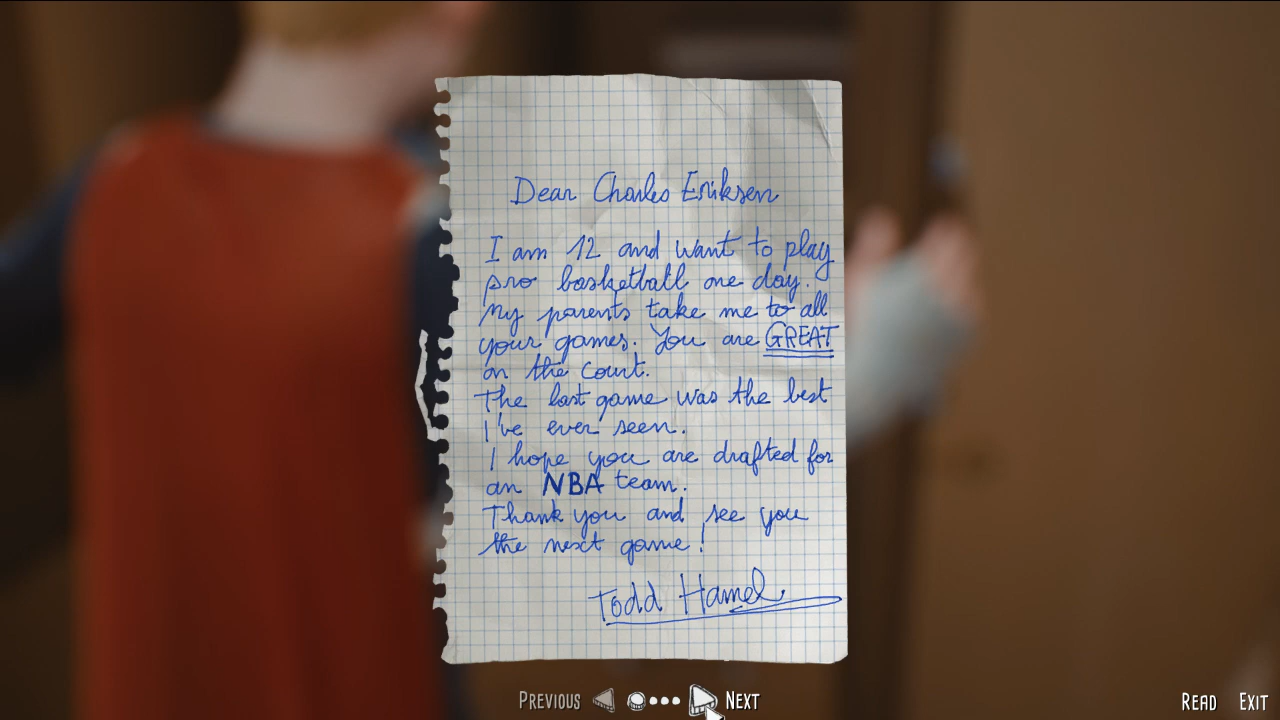 Dear Charles Eriksen
I am 12 and want to play
pro basketball one day.
My parents take me to all
your games. You are GREAT
on the court.
The last game was the best
I've ever seen.
I hope you are drafted for
an NBA team.
Thank you and see you
the next game!
Todd Hamel
PREVIOUS NEXT READ EXIT